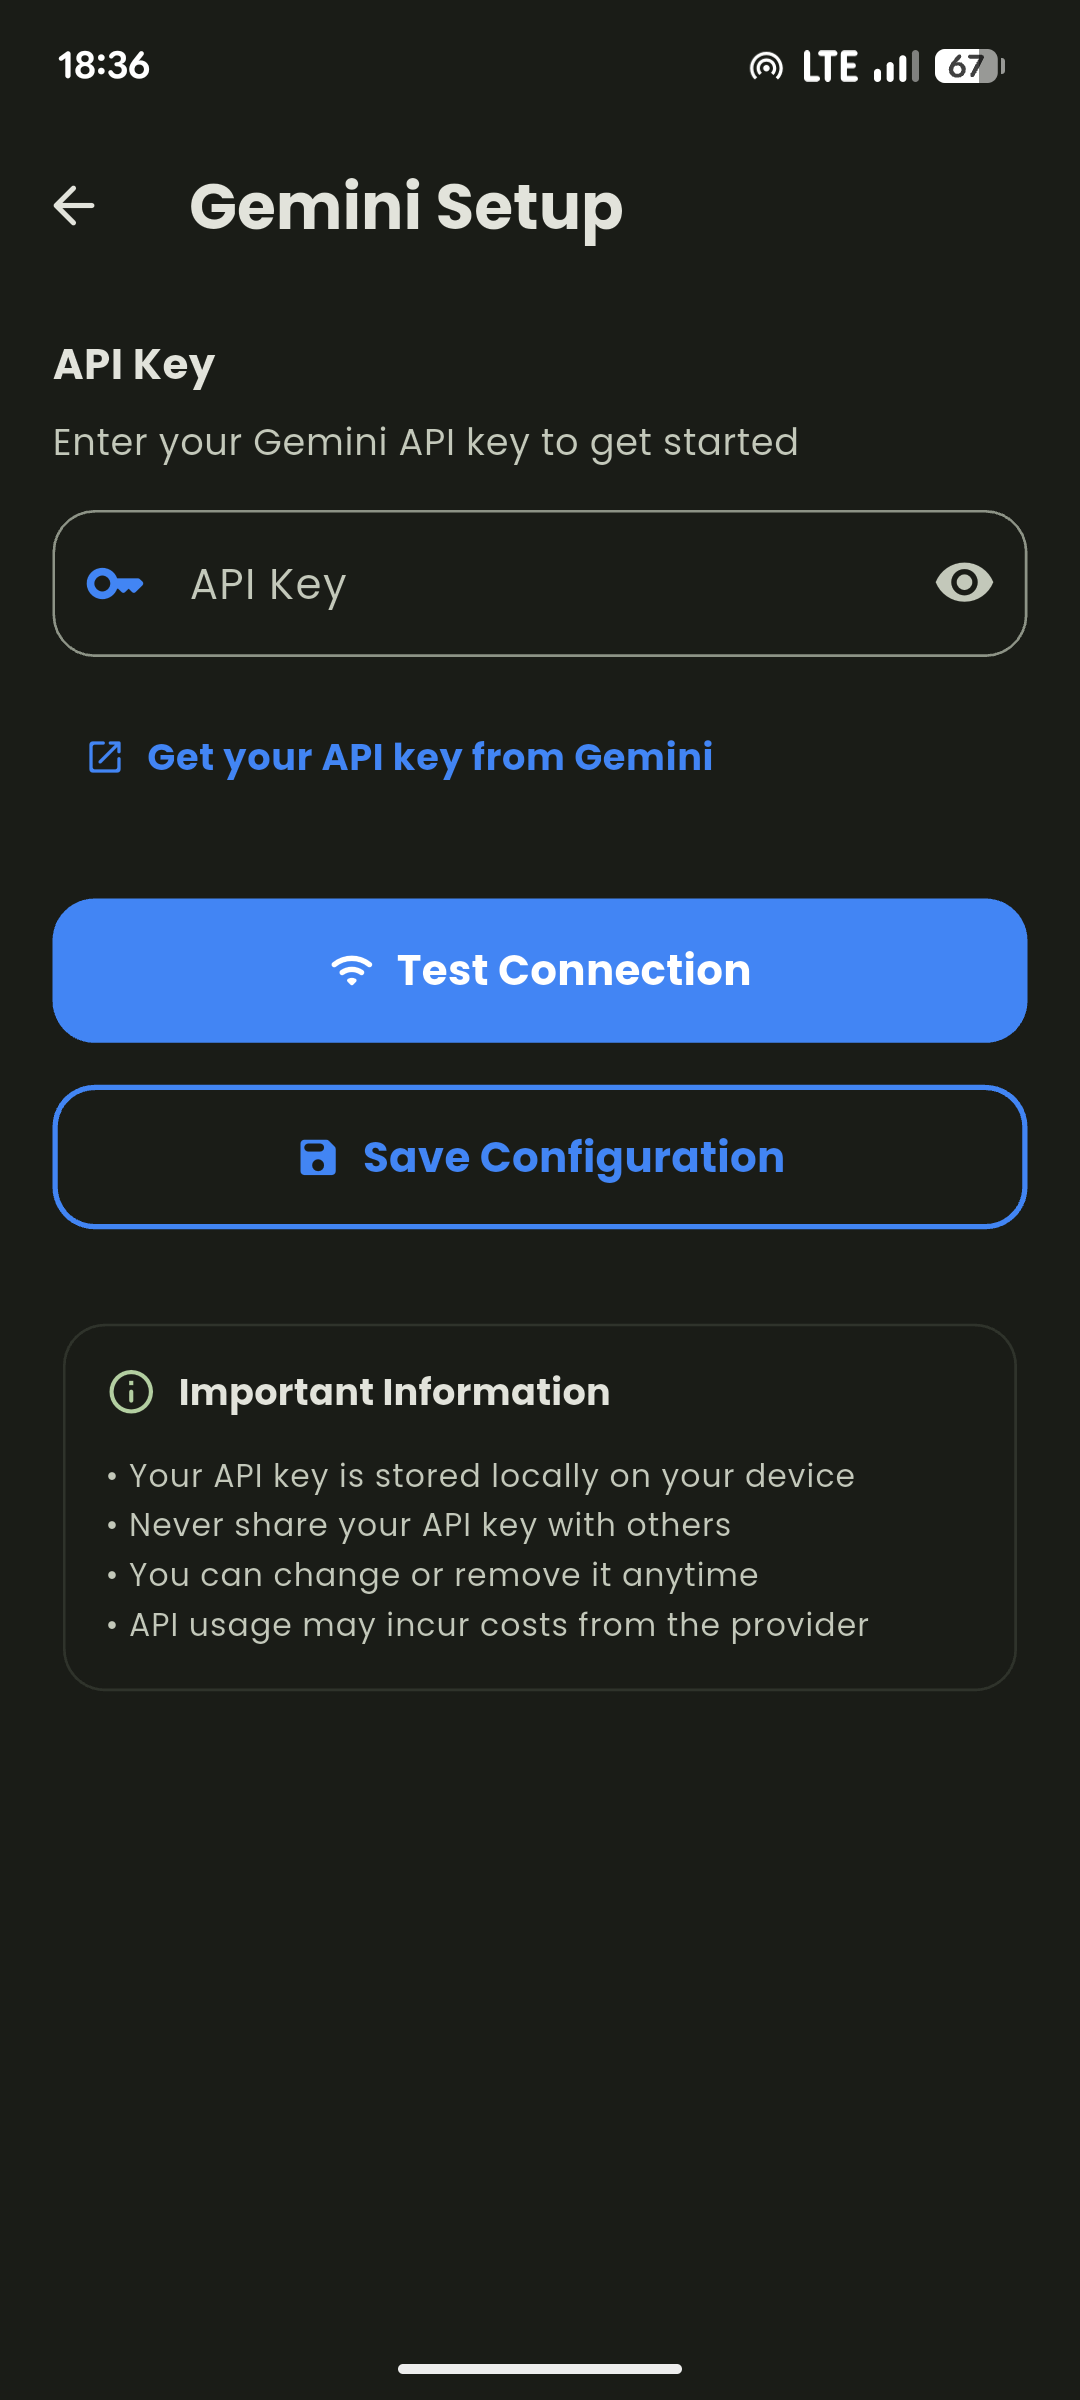 18:36 LTE 67
Gemini Setup
API Key
Enter your Gemini API key to get started
API Key
Get your API key from Gemini
Test Connection
Save Configuration
Important Information
• Your API key is stored locally on your device
• Never share your API key with others
• You can change or remove it anytime
• API usage may incur costs from the provider